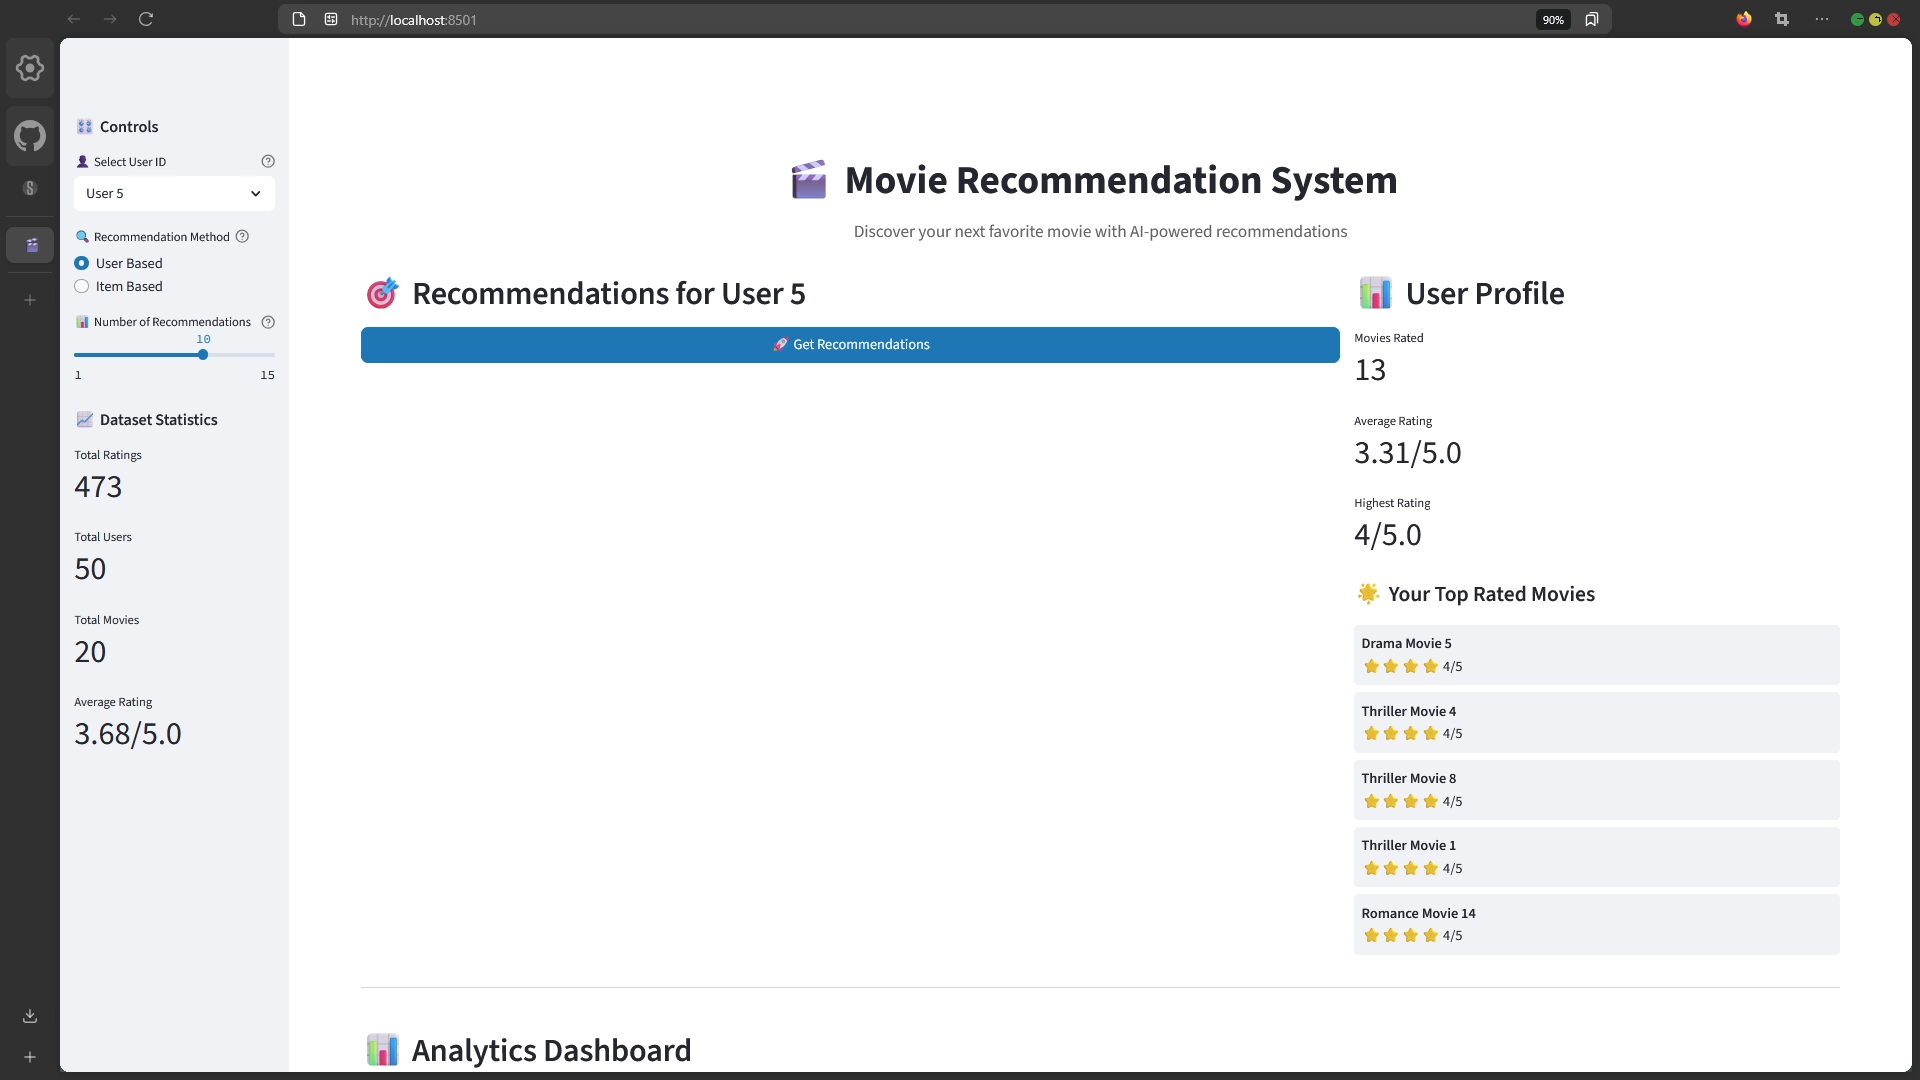 http://localhost:8501
90%
Controls
Select User ID
User 5
Recommendation Method
User Based
Item Based
Number of Recommendations
10
1
15
Dataset Statistics
Total Ratings
473
Total Users
50
Total Movies
20
Average Rating
3.68/5.0
Movie Recommendation System
Discover your next favorite movie with AI-powered recommendations
Recommendations for User 5
Get Recommendations
User Profile
Movies Rated
13
Average Rating
3.31/5.0
Highest Rating
4/5.0
Your Top Rated Movies
Drama Movie 5
4/5
Thriller Movie 4
4/5
Thriller Movie 8
4/5
Thriller Movie 1
4/5
Romance Movie 14
4/5
Analytics Dashboard